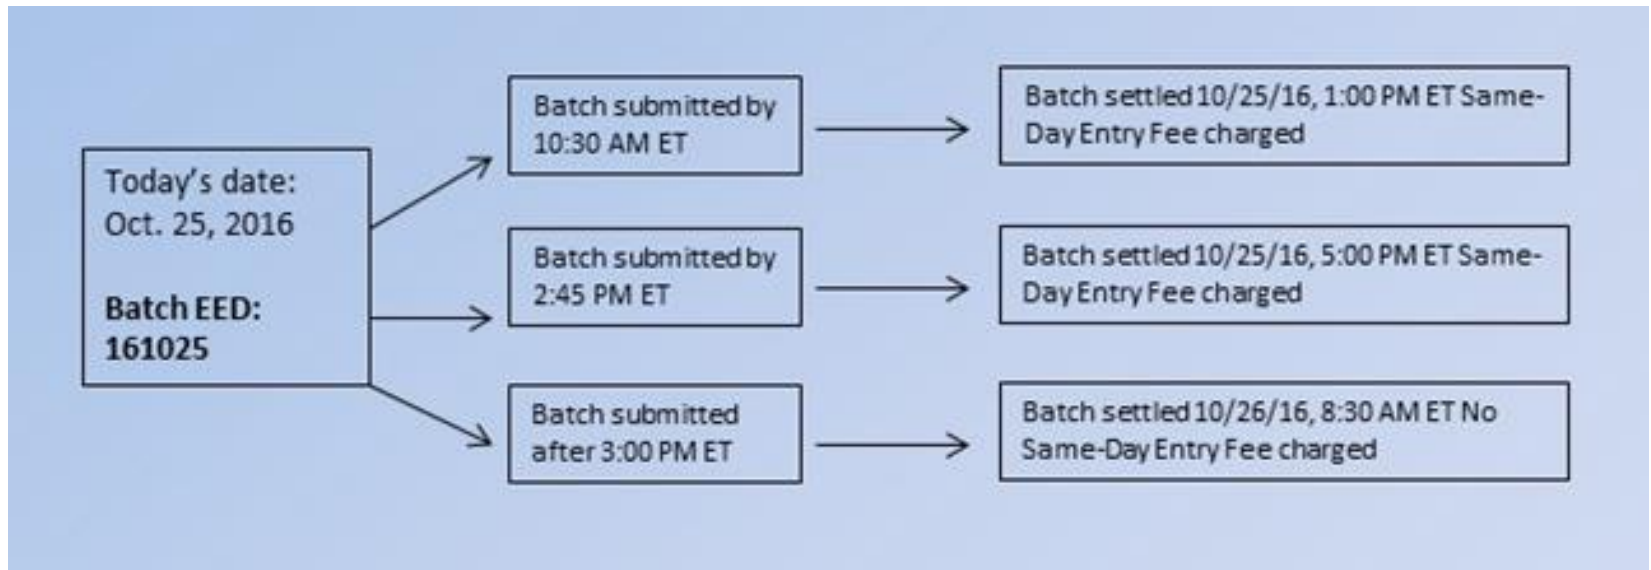 Today's date:
Oct. 25, 2016
Batch EED:
161025
Batch submitted by
10:30 AM ET
Batch settled 10/25/16, 1:00 PM ET Same-
Day Entry Fee charged
Batch submitted by
2:45 PM ET
Batch settled 10/25/16, 5:00 PM ET Same-
Day Entry Fee charged
Batch submitted
after 3:00 PM ET
Batch settled 10/26/16, 8:30 AM ET No
Same-Day Entry Fee charged